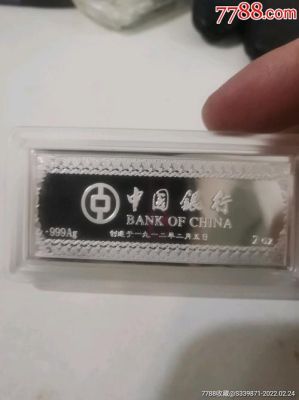 7788.com
中国银行
BANK OF CHINA
·999Ag
创建于一九一二年二月五日
2 oz
7788收藏@S339871-2022.02.24